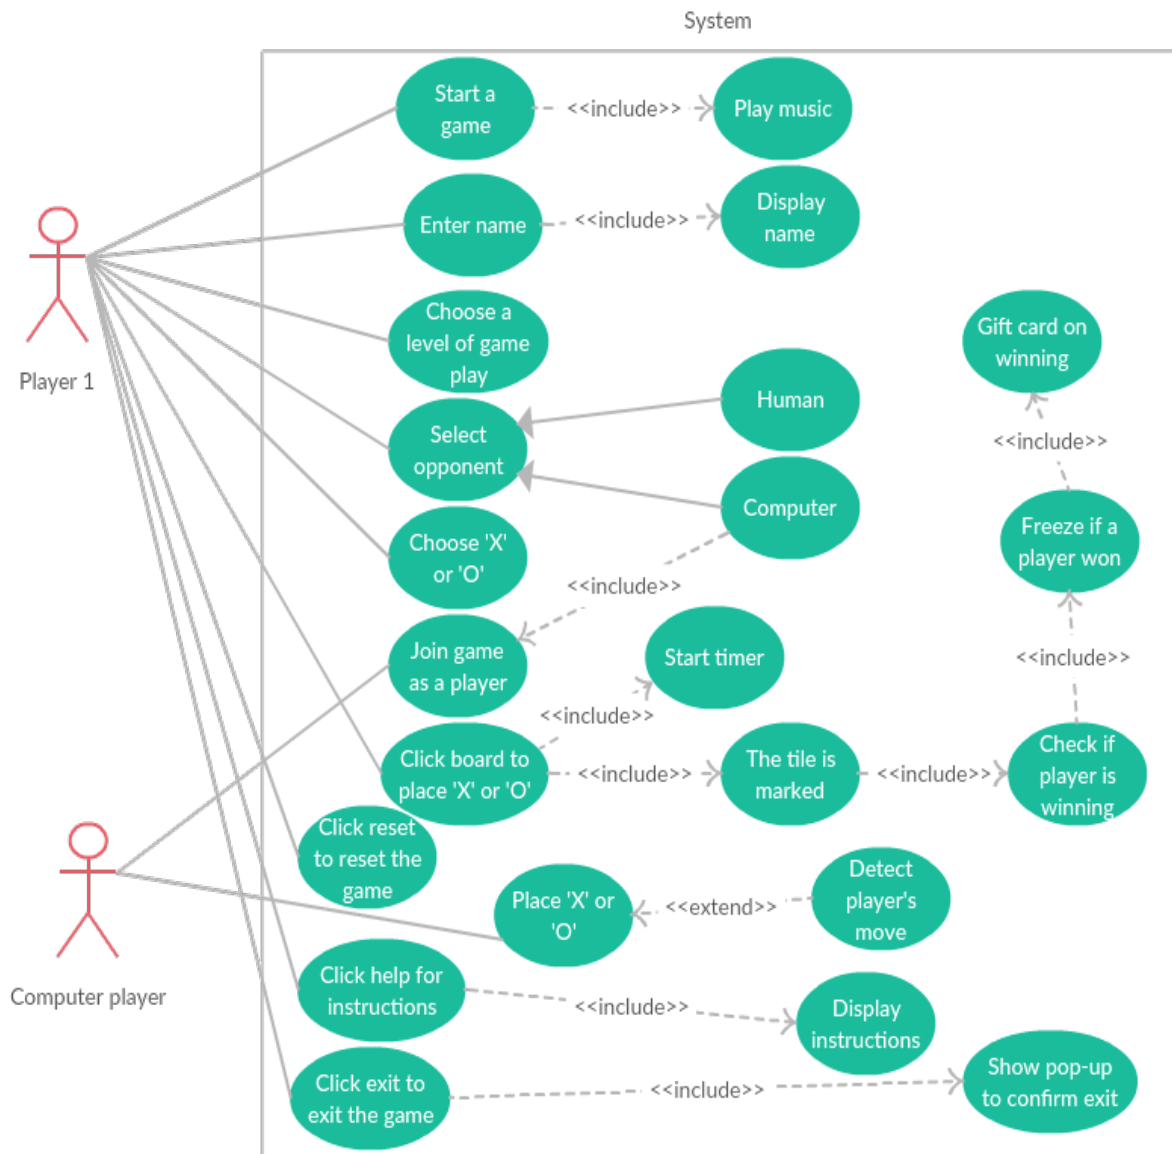 System
Start a
game
<<include>>
Play music
Enter name
<<include>>
Display
name
Player 1
Choose a
level of game
play
Gift card on
winning
Human
Select
opponent
<<include>>
Computer
Choose 'X'
or 'O'
Freeze if a
player won
<<include>>
Join game
as a player
Start timer
<<include>>
<<include>>
Click board to
place 'X' or 'O'
<<include>>
The tile is
marked
<<include>>
Check if
player is
winning
Click reset
to reset the
game
Place 'X' or
'O'
<<extend>>
Detect
player's
move
Computer player
Click help for
instructions
<<include>>
Display
instructions
Click exit to
exit the game
<<include>>
Show pop-up
to confirm exit